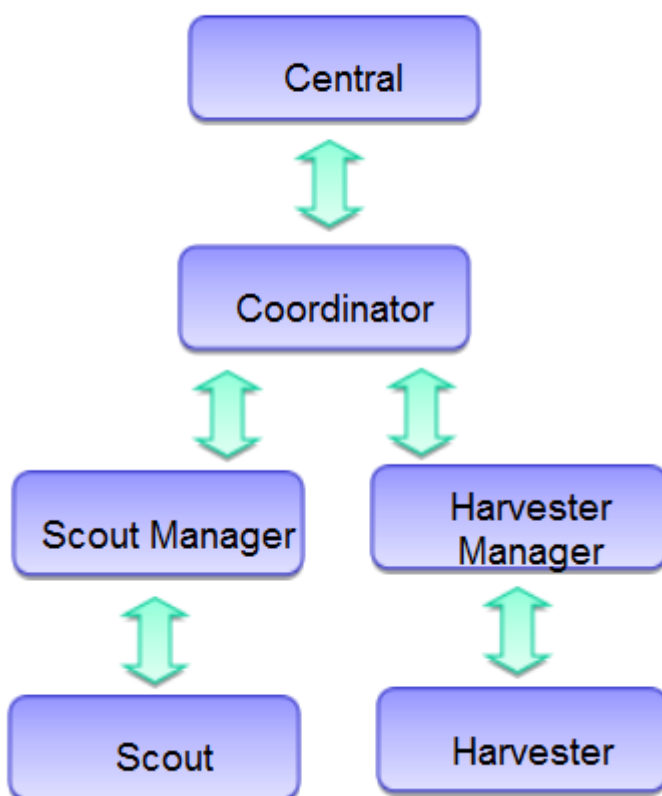 Central
Coordinator
Scout Manager
Harvester
Manager
Scout
Harvester